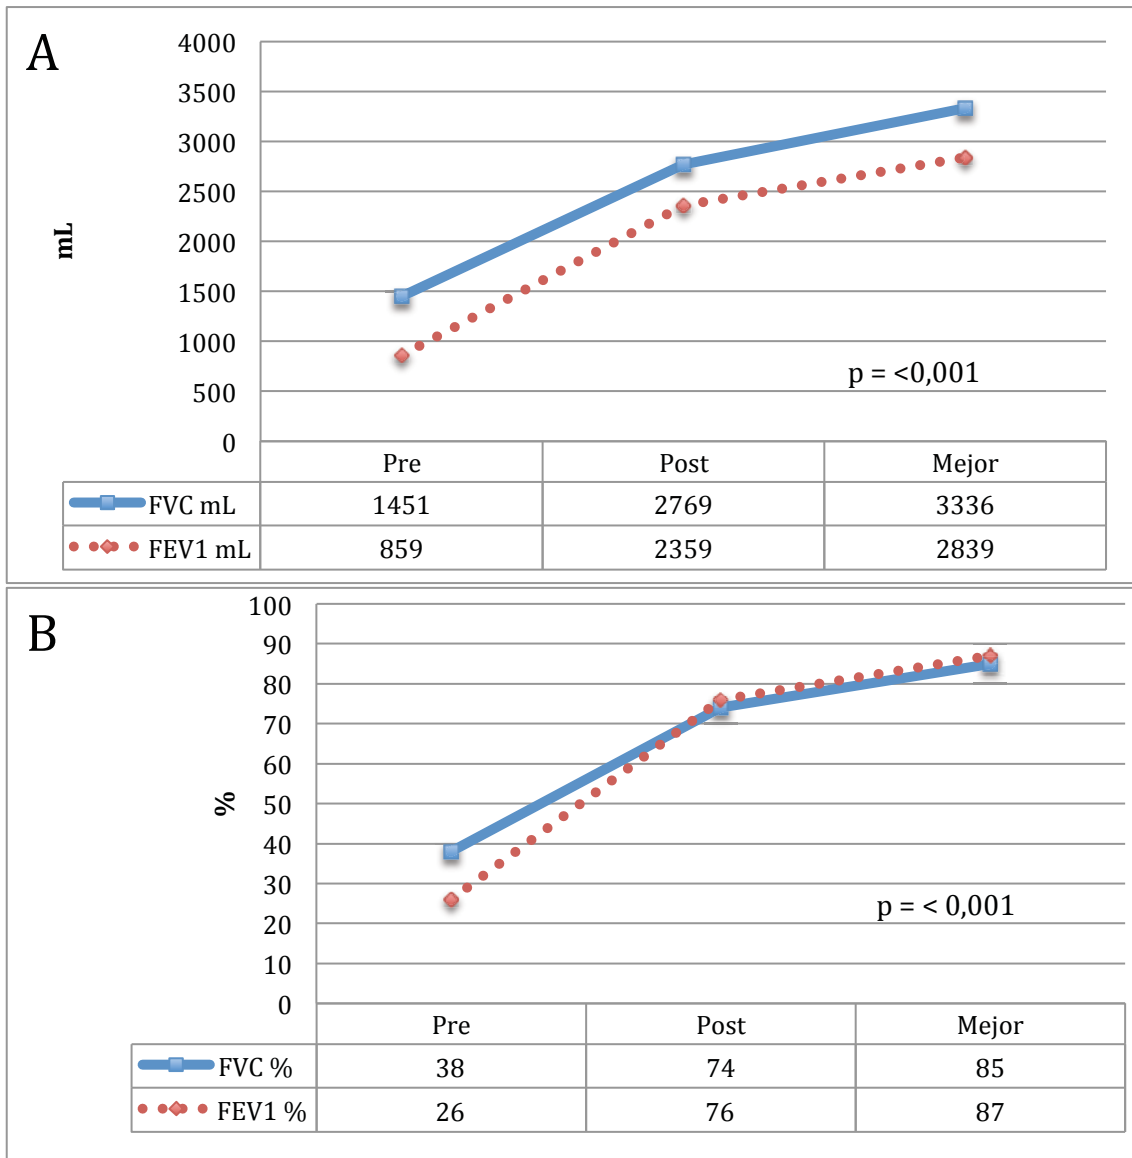 A
4000
3500
3000
2500
2000
1500
1000
500
0
mL
p = <0,001
Pre Post Mejor
FVC mL 1451 2769 3336
FEV1 mL 859 2359 2839
B
100
90
80
70
60
50
40
30
20
10
0
%
p = < 0,001
Pre Post Mejor
FVC % 38 74 85
FEV1 % 26 76 87